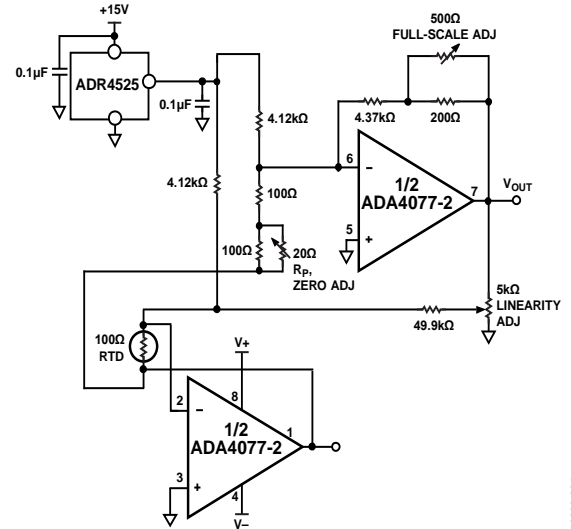 +15V
500Ω
FULL-SCALE ADJ
0.1µF
ADR4525
0.1µF
4.12kΩ
4.37kΩ
200Ω
4.12kΩ
6
–
1/2
ADA4077-2
7
VOUT
100Ω
5
+
100Ω
20Ω
RP,
ZERO ADJ
5kΩ
LINEARITY
ADJ
49.9kΩ
100Ω
RTD
V+
8
2
–
1
1/2
ADA4077-2
3
+
4
V–